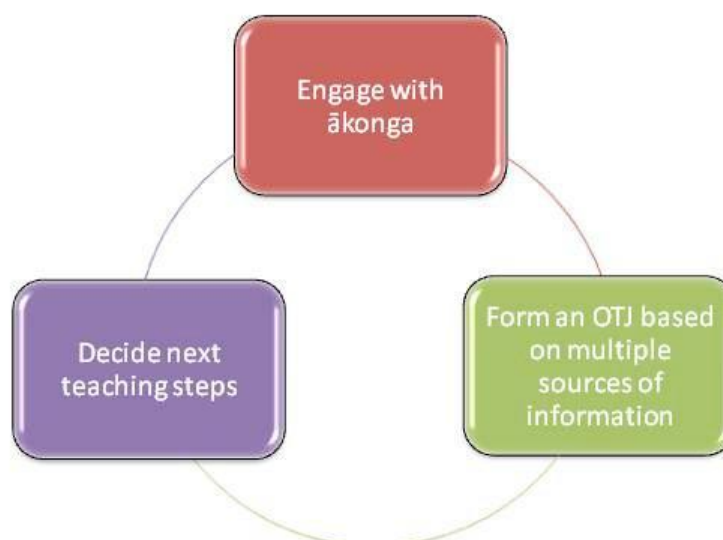 Engage with
ākonga
Form an OTJ based
on multiple
sources of
information
Decide next
teaching steps